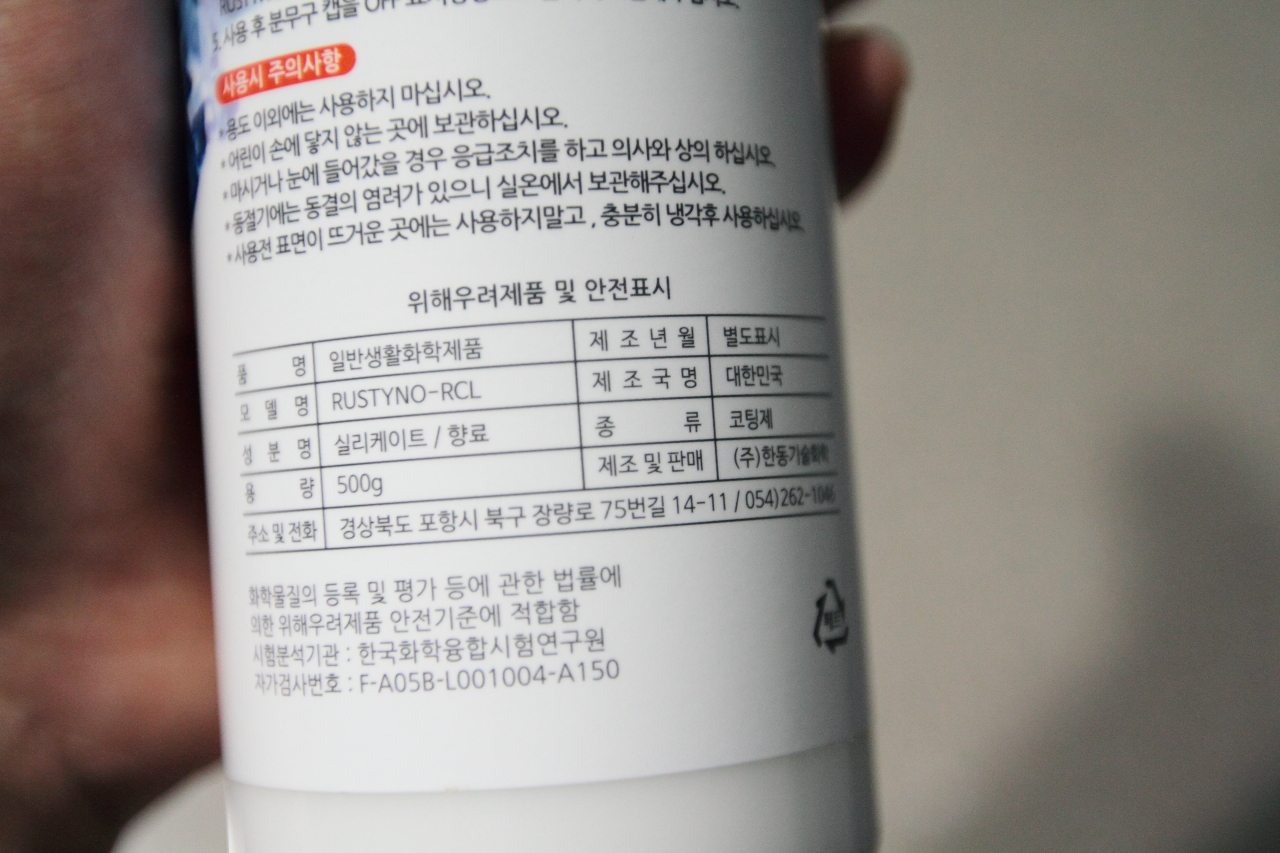 5. 사용 후 분무구 캡을 OFF
사용시 주의사항
* 용도 이외에는 사용하지 마십시오.
* 어린이 손에 닿지 않는 곳에 보관하십시오.
* 마시거나 눈에 들어갔을 경우 응급조치를 하고 의사와 상의 하십시오.
* 동절기에는 동결의 염려가 있으니 실온에서 보관해주십시오.
* 사용전 표면이 뜨거운 곳에는 사용하지말고 , 충분히 냉각후 사용하십시오.
위해우려제품 및 안전표시
품 명 일반생활화학제품 제 조 년 월 별도표시
모 델 명 RUSTYNO-RCL 제 조 국 명 대한민국
성 분 명 실리케이트 / 향료 종 류 코팅제
용 량 500g 제조 및 판매 (주)한동기술화학
주소 및 전화 경상북도 포항시 북구 장량로 75번길 14-11 / 054)262-1046
화학물질의 등록 및 평가 등에 관한 법률에
의한 위해우려제품 안전기준에 적합함
시험분석기관 : 한국화학융합시험연구원
자가검사번호 : F-A05B-L001004-A150